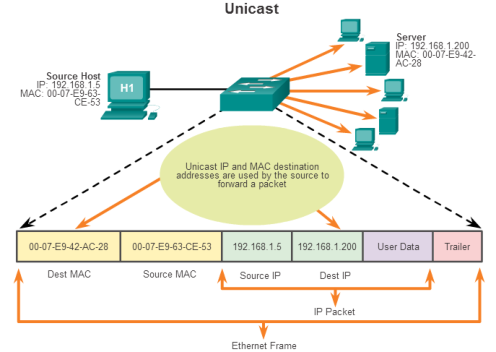 Unicast
Source Host
IP: 192.168.1.5
MAC: 00-07-E9-63-
CE-53
H1
Server
IP: 192.168.1.200
MAC: 00-07-E9-42-
AC-28
Unicast IP and MAC destination
addresses are used by the source to
forward a packet
00-07-E9-42-AC-28 00-07-E9-63-CE-53 192.168.1.5 192.168.1.200 User Data Trailer
Dest MAC Source MAC Source IP Dest IP
IP Packet
Ethernet Frame